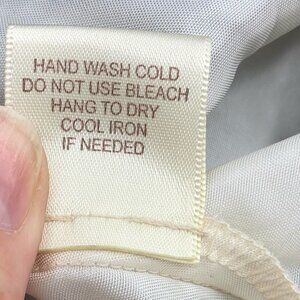 HAND WASH COLD
DO NOT USE BLEACH
HANG TO DRY
COOL IRON
IF NEEDED